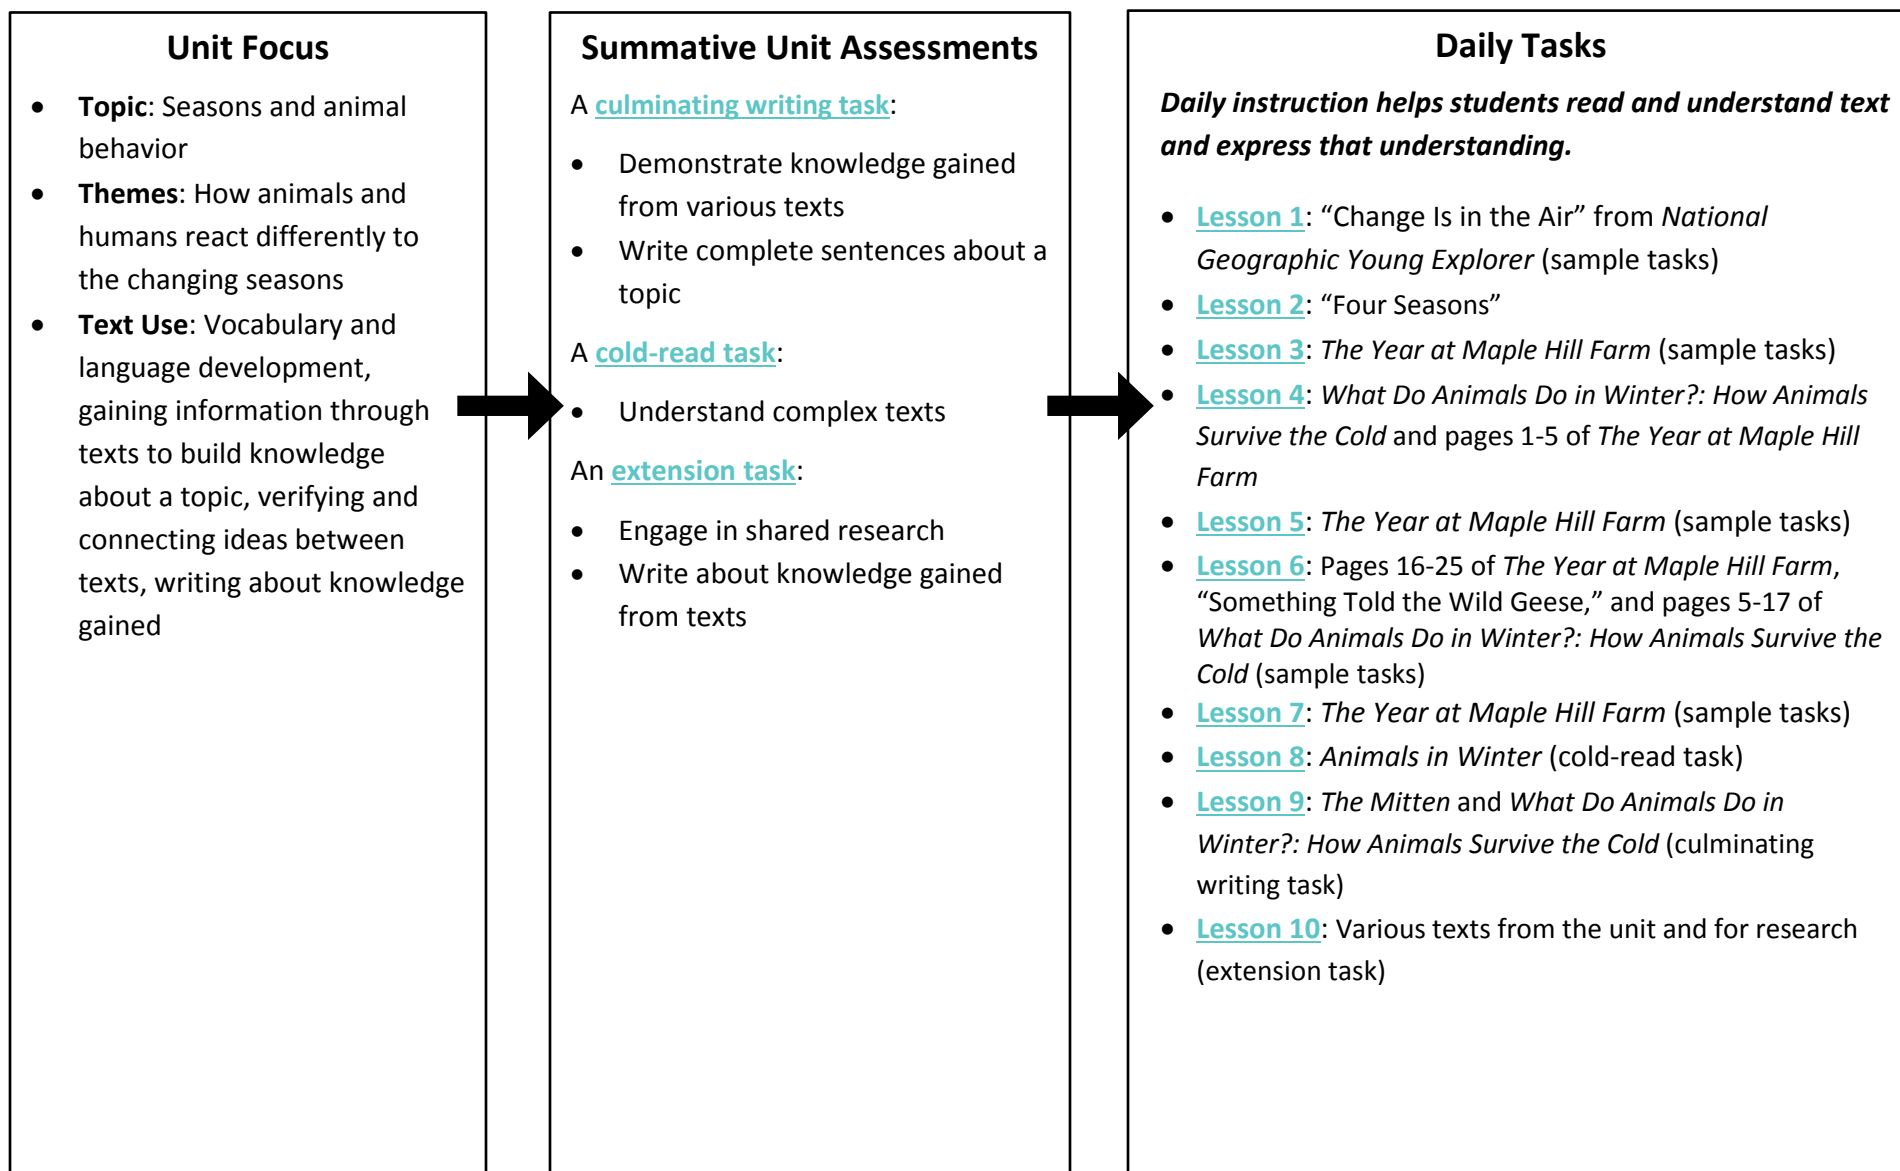 Unit Focus
• Topic: Seasons and animal
behavior
• Themes: How animals and
humans react differently to
the changing seasons
• Text Use: Vocabulary and
language development,
gaining information through
texts to build knowledge
about a topic, verifying and
connecting ideas between
texts, writing about knowledge
gained
Summative Unit Assessments
A culminating writing task:
• Demonstrate knowledge gained
from various texts
• Write complete sentences about a
topic
A cold-read task:
• Understand complex texts
An extension task:
• Engage in shared research
• Write about knowledge gained
from texts
Daily Tasks
Daily instruction helps students read and understand text
and express that understanding.
• Lesson 1: “Change Is in the Air” from National
Geographic Young Explorer (sample tasks)
• Lesson 2: “Four Seasons”
• Lesson 3: The Year at Maple Hill Farm (sample tasks)
• Lesson 4: What Do Animals Do in Winter?: How Animals
Survive the Cold and pages 1-5 of The Year at Maple Hill
Farm
• Lesson 5: The Year at Maple Hill Farm (sample tasks)
• Lesson 6: Pages 16-25 of The Year at Maple Hill Farm,
“Something Told the Wild Geese,” and pages 5-17 of
What Do Animals Do in Winter?: How Animals Survive the
Cold (sample tasks)
• Lesson 7: The Year at Maple Hill Farm (sample tasks)
• Lesson 8: Animals in Winter (cold-read task)
• Lesson 9: The Mitten and What Do Animals Do in
Winter?: How Animals Survive the Cold (culminating
writing task)
• Lesson 10: Various texts from the unit and for research
(extension task)